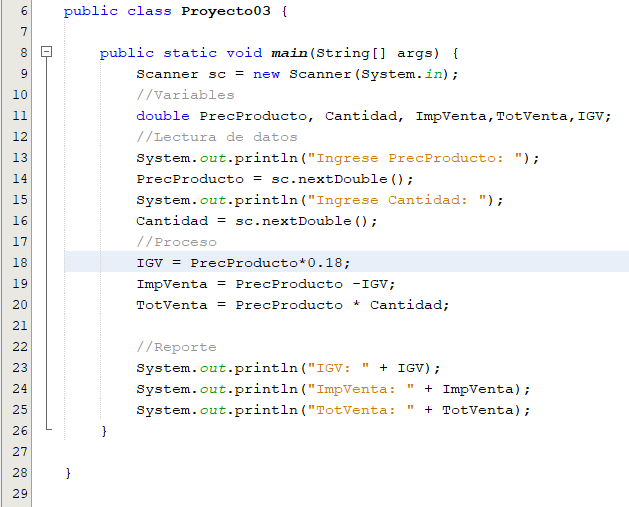 6 public class Proyecto03 {
7
8 public static void main(String[] args) {
9 Scanner sc = new Scanner(System.in);
10 //Variables
11 double PrecProducto, Cantidad, ImpVenta,TotVenta,IGV;
12 //Lectura de datos
13 System.out.println("Ingrese PrecProducto: ");
14 PrecProducto = sc.nextDouble();
15 System.out.println("Ingrese Cantidad: ");
16 Cantidad = sc.nextDouble();
17 //Proceso
18 IGV = PrecProducto*0.18;
19 ImpVenta = PrecProducto -IGV;
20 TotVenta = PrecProducto * Cantidad;
21
22 //Reporte
23 System.out.println("IGV: " + IGV);
24 System.out.println("ImpVenta: " + ImpVenta);
25 System.out.println("TotVenta: " + TotVenta);
26 }
27
28 }
29